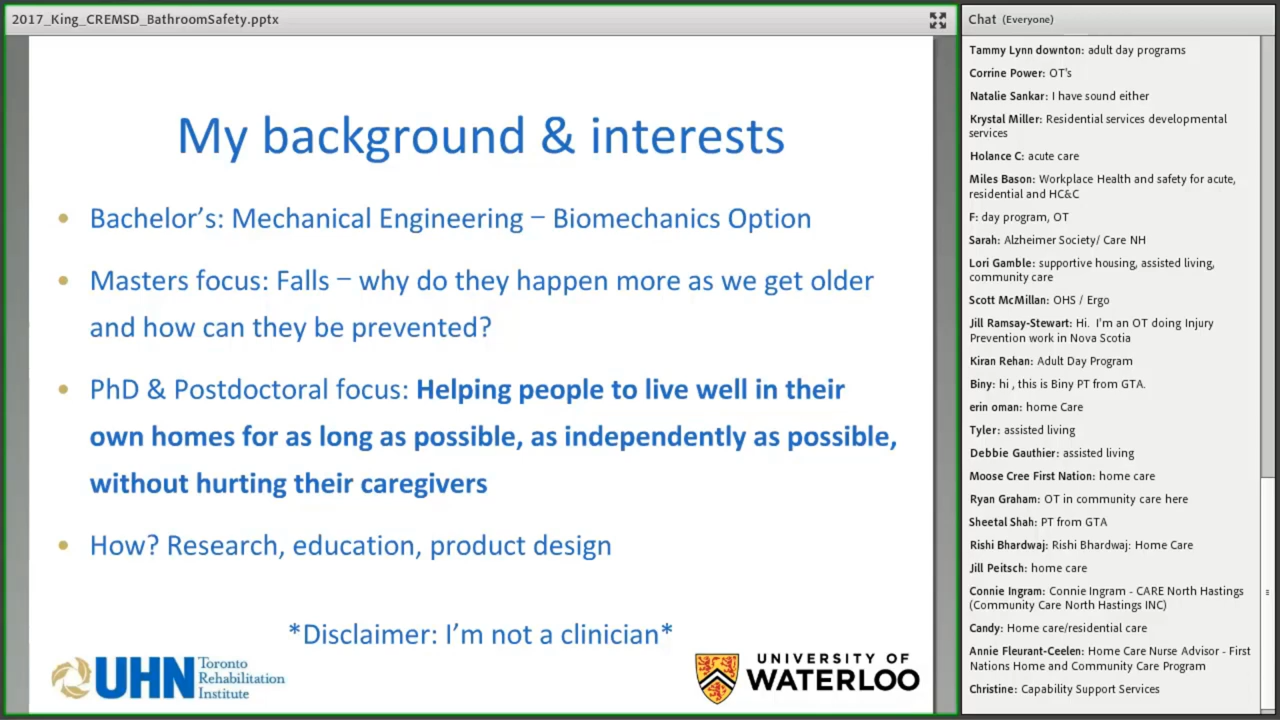 2017_King_CREMSD_BathroomSafety.pptx
My background & interests
• Bachelor's: Mechanical Engineering – Biomechanics Option
• Masters focus: Falls – why do they happen more as we get older
and how can they be prevented?
• PhD & Postdoctoral focus: Helping people to live well in their
own homes for as long as possible, as independently as possible,
without hurting their caregivers
• How? Research, education, product design
*Disclaimer: I'm not a clinician*
UHN
Toronto
Rehabilitation
Institute
UNIVERSITY OF
WATERLOO
Chat (Everyone)
Tammy Lynn downton: adult day programs
Corrine Power: OT's
Natalie Sankar: I have sound either
Krystal Miller: Residential services developmental
services
Holance C: acute care
Miles Bason: Workplace Health and safety for acute,
residential and HC&C
F: day program, OT
Sarah: Alzheimer Society/ Care NH
Lori Gamble: supportive housing, assisted living,
community care
Scott McMillan: OHS / Ergo
Jill Ramsay-Stewart: Hi.  I'm an OT doing Injury
Prevention work in Nova Scotia
Kiran Rehan: Adult Day Program
Biny: hi , this is Biny PT from GTA.
erin oman: home Care
Tyler: assisted living
Debbie Gauthier: assisted living
Moose Cree First Nation: home care
Ryan Graham: OT in community care here
Sheetal Shah: PT from GTA
Rishi Bhardwaj: Rishi Bhardwaj: Home Care
Jill Peitsch: home care
Connie Ingram: Connie Ingram - CARE North Hastings
(Community Care North Hastings INC)
Candy: Home care/residential care
Annie Fleurant-Ceelen: Home Care Nurse Advisor - First
Nations Home and Community Care Program
Christine: Capability Support Services